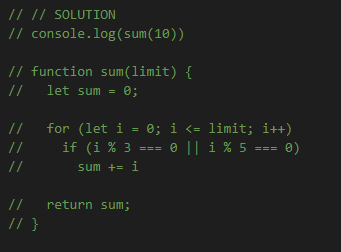 // // SOLUTION
// console.log(sum(10))

// function sum(limit) {
//   let sum = 0;

//   for (let i = 0; i <= limit; i++)
//     if (i % 3 === 0 || i % 5 === 0)
//       sum += i

//   return sum;
// }